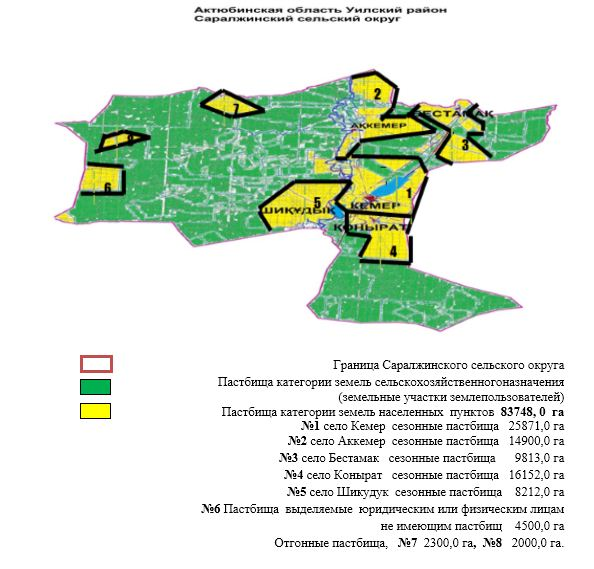 Актюбинская область Уилский район
Саралжинский сельский округ
2
7
БЕСТАМАК
АККЕМЕР
3
8
6
5
1
ШИКУДЫК
КЕМЕР
КОНЫРАТ
4
Граница Саралжинского сельского округа
Пастбища категории земель сельскохозяйственногоназначения
(земельные участки землепользователей)
Пастбища категории земель населенных пунктов 83748, 0 га
№1 село Кемер сезонные пастбища 25871,0 га
№2 село Аккемер сезонные пастбища 14900,0 га
№3 село Бестамак сезонные пастбища 9813,0 га
№4 село Конырат сезонные пастбища 16152,0 га
№5 село Шикудук сезонные пастбища 8212,0 га
№6 Пастбища выделяемые юридическим или физическим лицам
не имеющим пастбищ 4500,0 га
Отгонные пастбища, №7 2300,0 га, №8 2000,0 га.